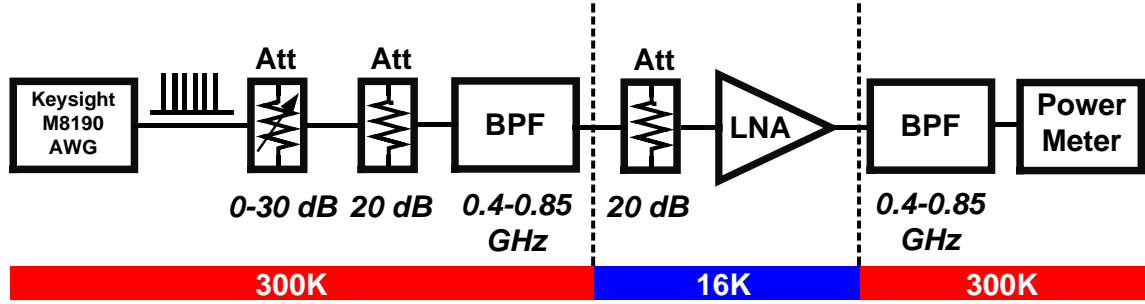 Att
Att
Att
Keysight
M8190
AWG
BPF
LNA
BPF
Power
Meter
0-30 dB
20 dB
0.4-0.85
GHz
20 dB
0.4-0.85
GHz
300K
16K
300K